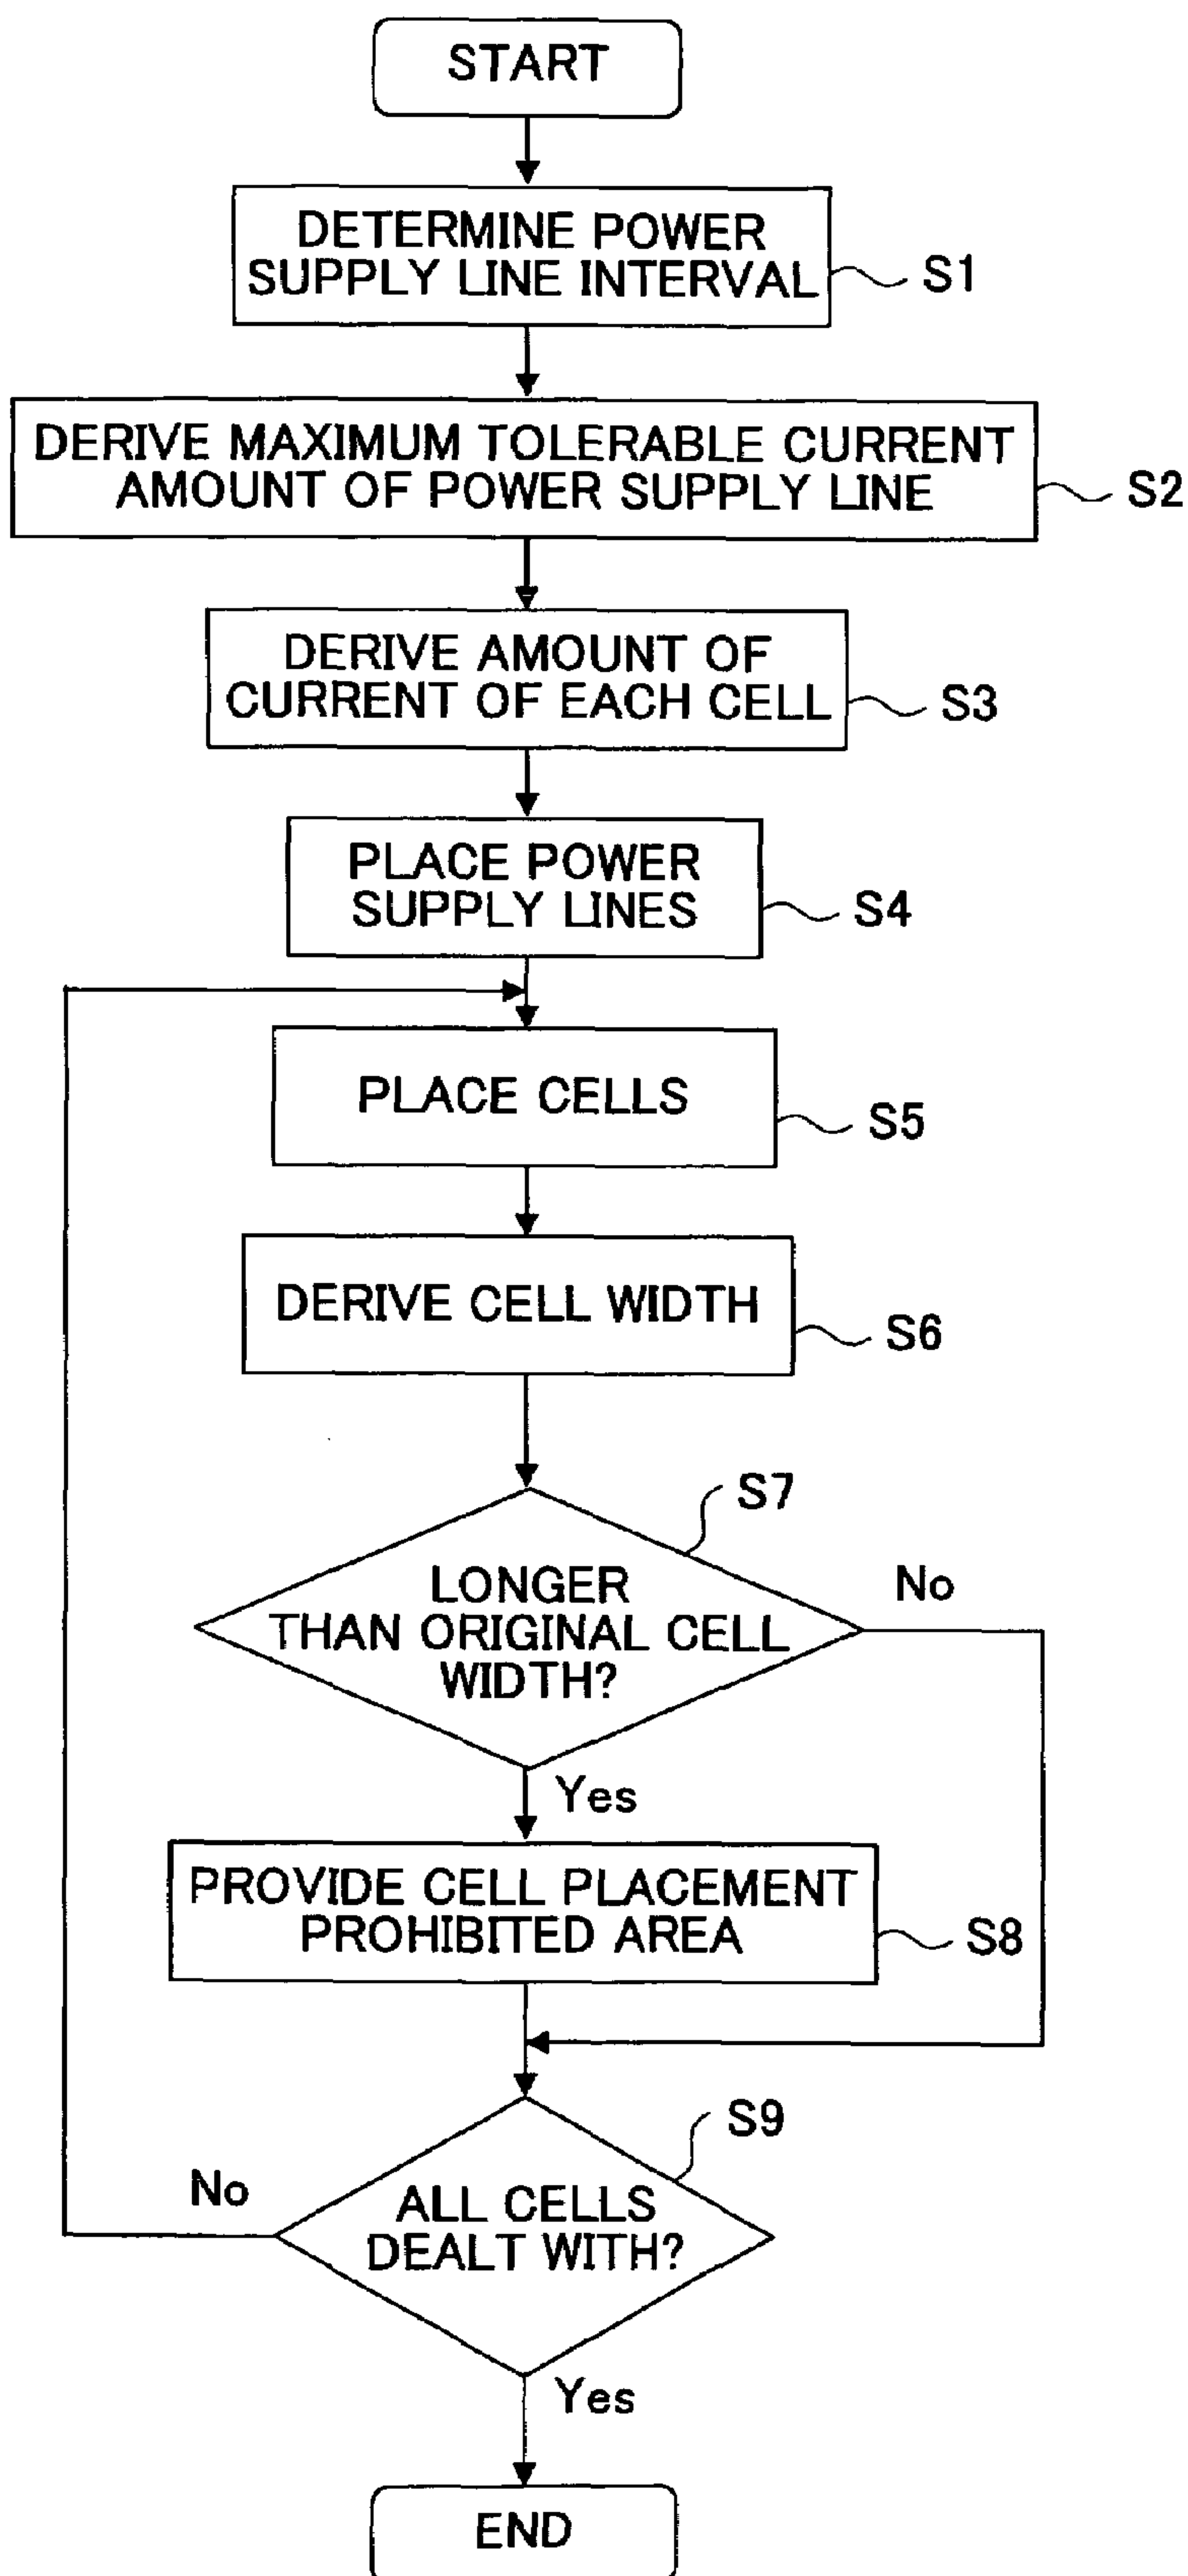 START
DETERMINE POWER
SUPPLY LINE INTERVAL
S1
DERIVE MAXIMUM TOLERABLE CURRENT
AMOUNT OF POWER SUPPLY LINE
S2
DERIVE AMOUNT OF
CURRENT OF EACH CELL
S3
PLACE POWER
SUPPLY LINES
S4
PLACE CELLS
S5
DERIVE CELL WIDTH
S6
S7
LONGER
THAN ORIGINAL CELL
WIDTH?
No
Yes
PROVIDE CELL PLACEMENT
PROHIBITED AREA
S8
S9
No
ALL CELLS
DEALT WITH?
Yes
END